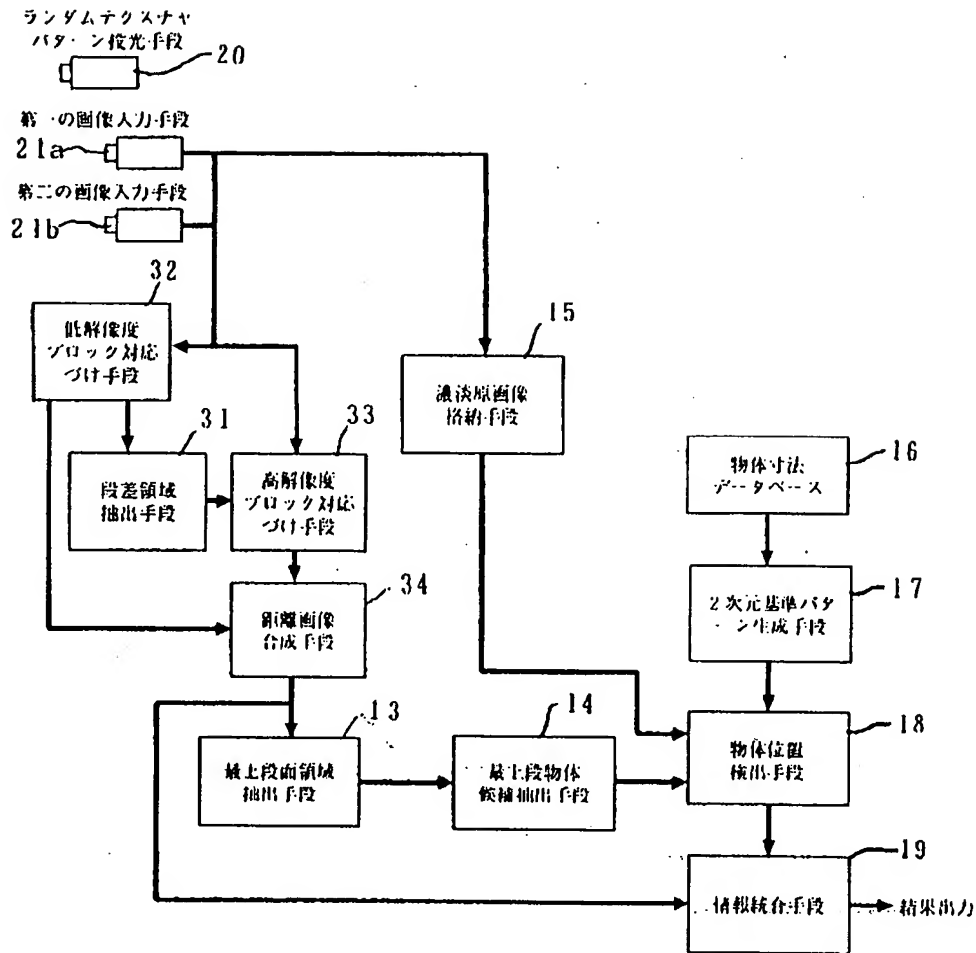 ランダムテクスチャ
パターン投光手段
20
第一の画像入力手段
21a
第二の画像入力手段
21b
32
低解像度
ブロック対応
づけ手段
15
濃淡原画像
格納手段
31
段差領域
抽出手段
33
高解像度
ブロック対応
づけ手段
16
物体寸法
データベース
34
距離画像
合成手段
17
2次元基準パタ
ーン生成手段
13
最上段面領域
抽出手段
14
最上段物体
候補抽出手段
18
物体位置
検出手段
19
情報統合手段
結果出力